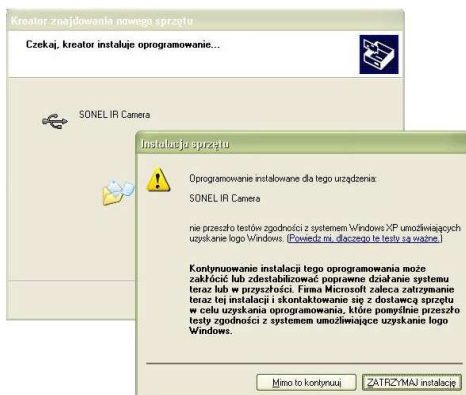 Kreator znajdowania nowego sprzętu
Czekaj, kreator instaluje oprogramowanie...
SONEL IR Camera
Instalacja sprzętu
Oprogramowanie instalowane dla tego urządzenia:
SONEL IR Camera
nie przeszło testów zgodności z systemem Windows XP umożliwiających
uzyskanie logo Windows. (Powiedz mi, dlaczego te testy są ważne.)
Kontynuowanie instalacji tego oprogramowania może
zakłócić lub zdestabilizować poprawne działanie systemu
teraz lub w przyszłości. Firma Microsoft zaleca zatrzymanie
teraz tej instalacji i skontaktowanie się z dostawcą sprzętu
w celu uzyskania oprogramowania, które pomyślnie przeszło
testy zgodności z systemem umożliwiające uzyskanie logo
Windows.
Mimo to kontynuuj
ZATRZYMAJ instalację